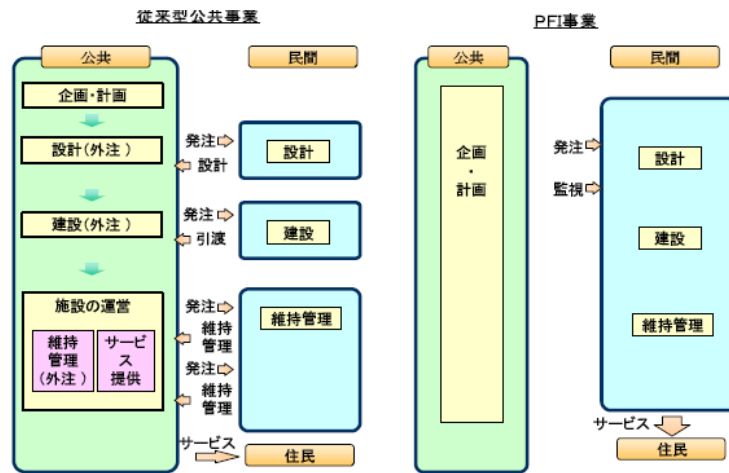 従来型公共事業
公共
民間
企画・計画
設計(外注)
発注
設計
設計
建設(外注)
発注
引渡
建設
施設の運営
維持
管理
(外注)
サービ
ス
提供
発注
維持
管理
発注
維持
管理
維持管理
サービス
住民
PFI事業
公共
民間
企画
・
計画
発注
監視
設計
建設
維持管理
サービス
住民